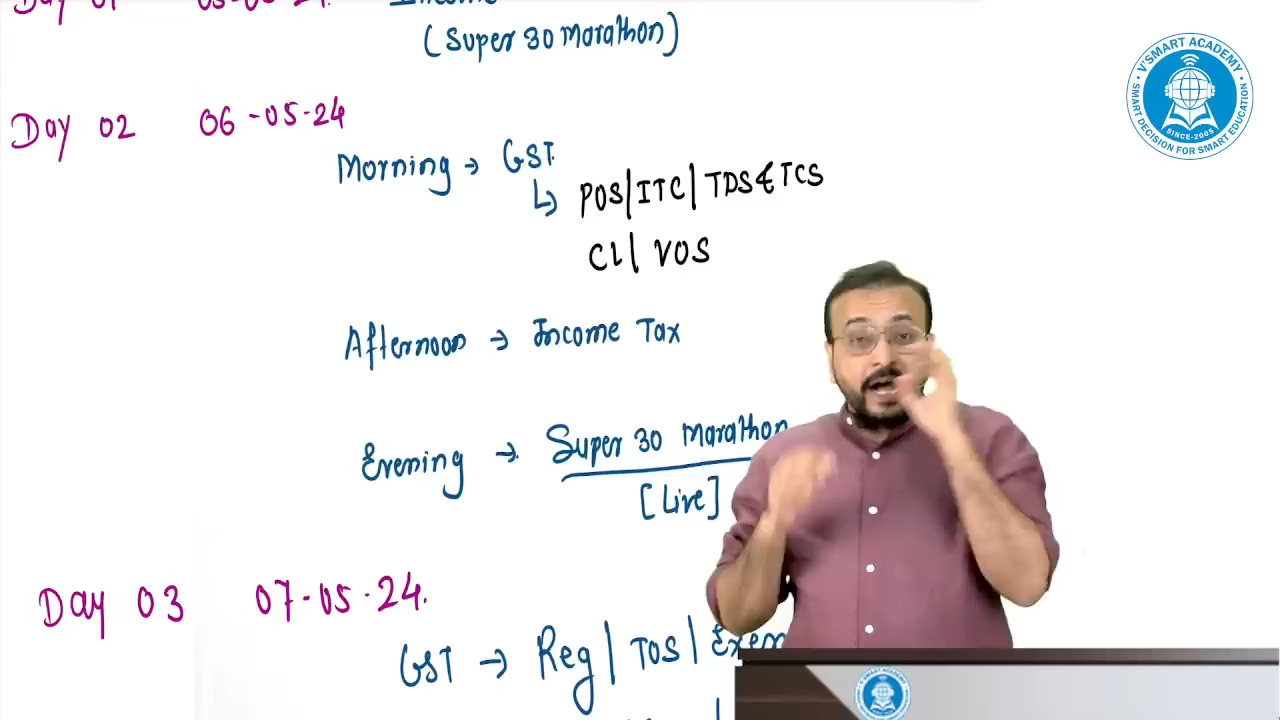 (Super 30 Marathon)
Day 02 06-05-24
Morning → GST
↳ POS/ITC/TDS & TCS
CL/VOS
Afternoon → Income Tax
Evening → Super 30 Marathon
[Live]
Day 03 07-05-24.
GST → Reg/TOS/Exem
V'SMART ACADEMY
SINCE-2005
SMART DECISION FOR SMART EDUCATION